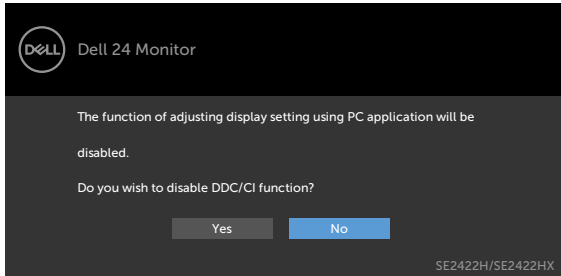 DELL
Dell 24 Monitor
The function of adjusting display setting using PC application will be
disabled.
Do you wish to disable DDC/CI function?
Yes
No
SE2422H/SE2422HX